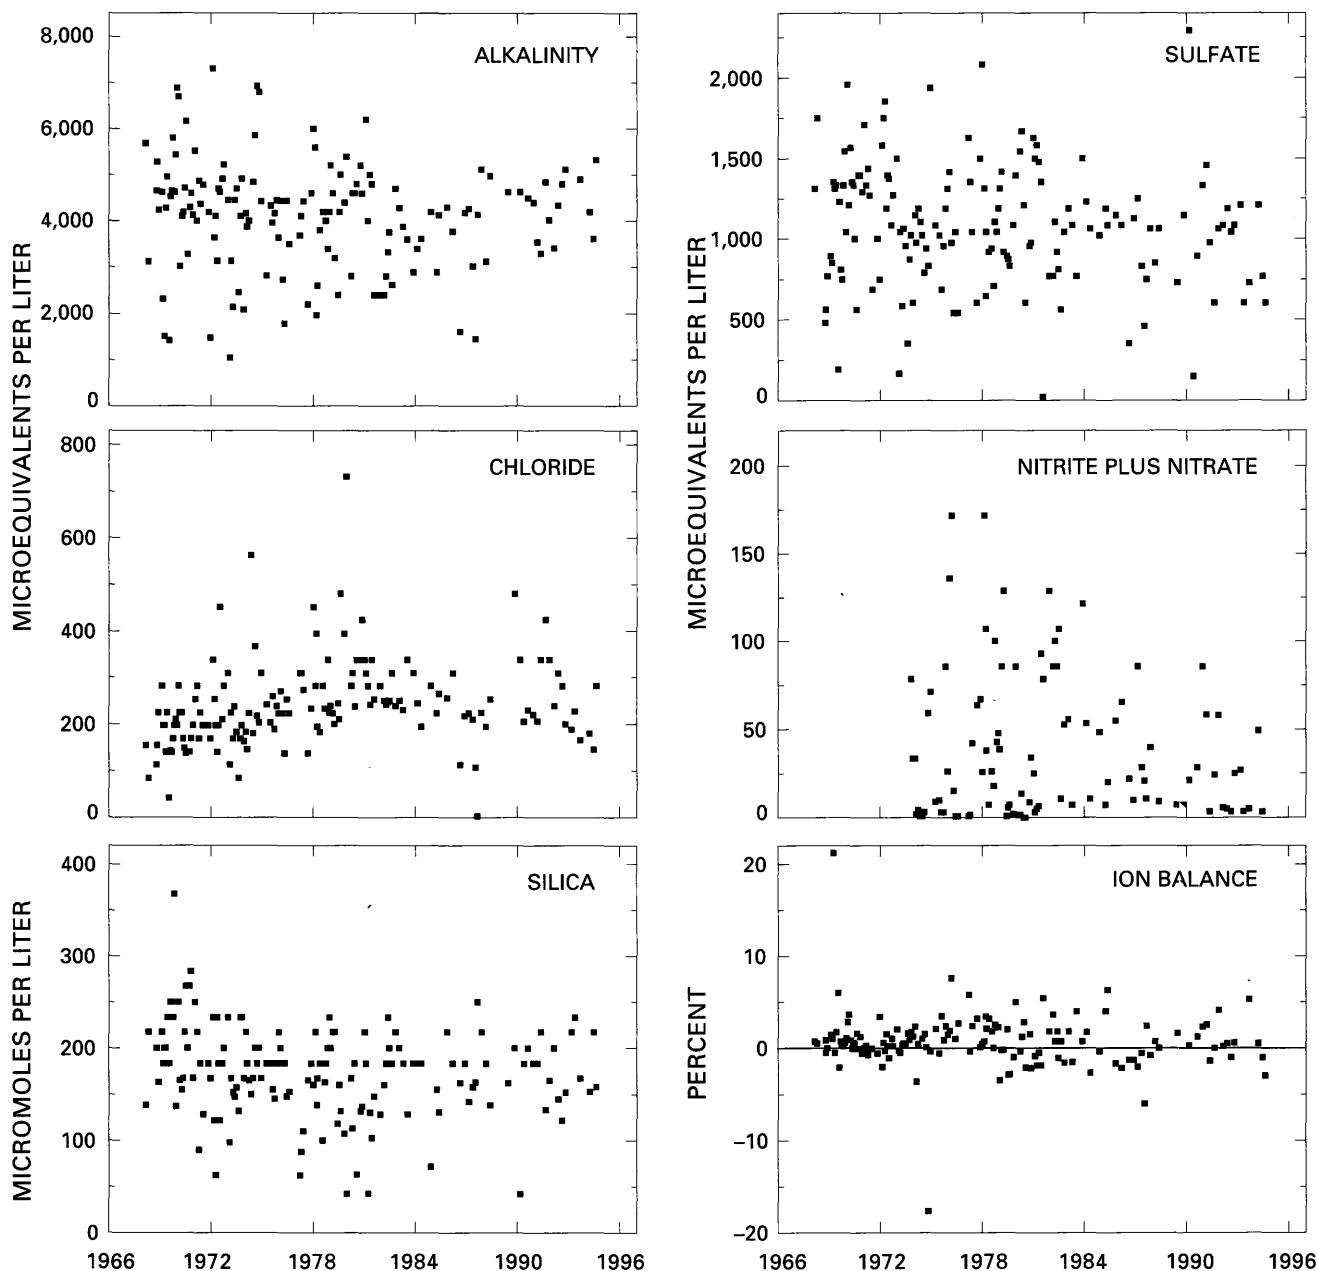 ALKALINITY
8,000
6,000
4,000
2,000
0
MICROEQUIVALENTS PER LITER
SULFATE
2,000
1,500
1,000
500
0
MICROEQUIVALENTS PER LITER
CHLORIDE
800
600
400
200
0
NITRITE PLUS NITRATE
200
150
100
50
0
SILICA
400
300
200
100
0
MICROMOLES PER LITER
1966 1972 1978 1984 1990 1996
ION BALANCE
20
10
0
−10
−20
PERCENT
1966 1972 1978 1984 1990 1996